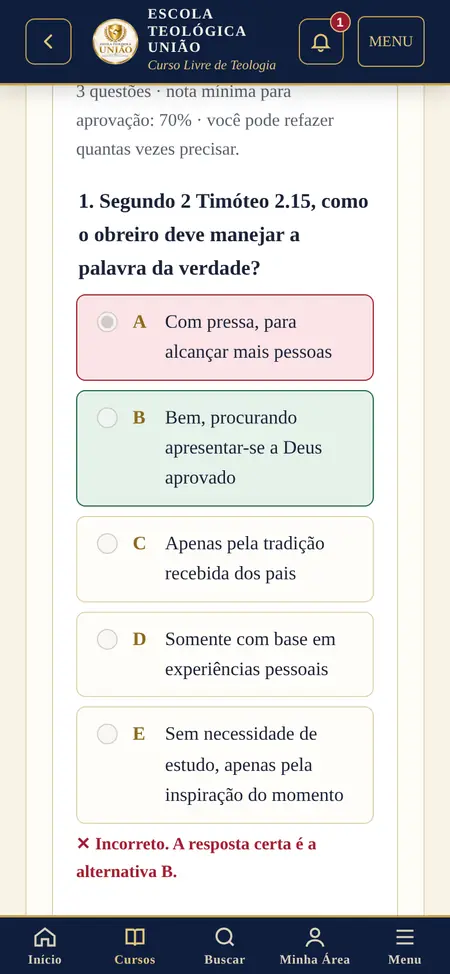 ESCOLA
TEOLÓGICA
UNIÃO
Curso Livre de Teologia
1
MENU
3 questões · nota mínima para
aprovação: 70% · você pode refazer
quantas vezes precisar.
1. Segundo 2 Timóteo 2.15, como
o obreiro deve manejar a
palavra da verdade?
A Com pressa, para
alcançar mais pessoas
B Bem, procurando
apresentar-se a Deus
aprovado
C Apenas pela tradição
recebida dos pais
D Somente com base em
experiências pessoais
E Sem necessidade de
estudo, apenas pela
inspiração do momento
✕ Incorreto. A resposta certa é a
alternativa B.
Início Cursos Buscar Minha Área Menu